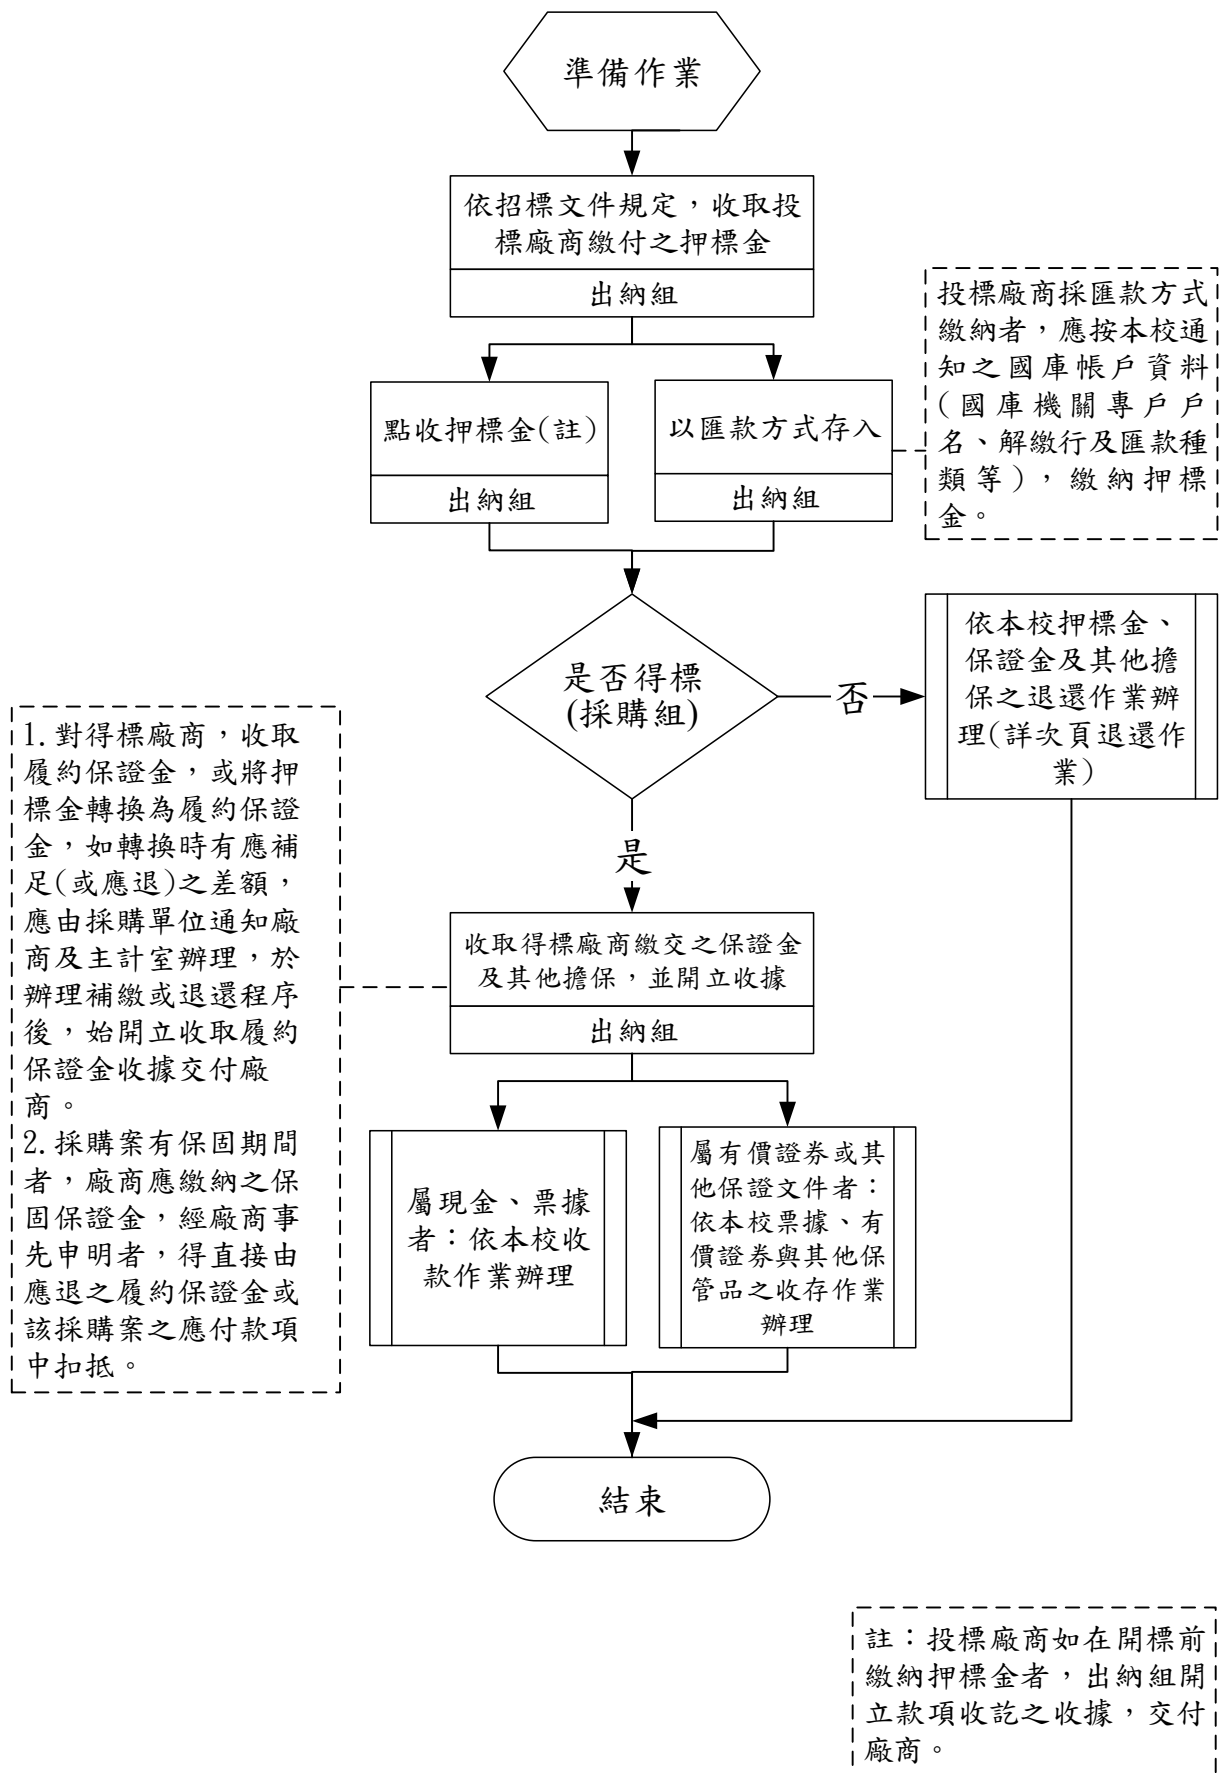 準備作業
依招標文件規定，收取投
標廠商繳付之押標金
出納組
投標廠商採匯款方式
繳納者，應按本校通
知之國庫帳戶資料
(國庫機關專戶戶
名、解繳行及匯款種
類等)，繳納押標
金。
點收押標金(註)
出納組
以匯款方式存入
出納組
是否得標
(採購組)
否
依本校押標金、
保證金及其他擔
保之退還作業辦
理(詳次頁退還作
業)
是
1.對得標廠商，收取
履約保證金，或將押
標金轉換為履約保證
金，如轉換時有應補
足(或應退)之差額，
應由採購單位通知廠
商及主計室辦理，於
辦理補繳或退還程序
後，始開立收取履約
保證金收據交付廠
商。
2.採購案有保固期間
者，廠商應繳納之保
固保證金，經廠商事
先申明者，得直接由
應退之履約保證金或
該採購案之應付款項
中扣抵。
收取得標廠商繳交之保證金
及其他擔保，並開立收據
出納組
屬現金、票據
者：依本校收
款作業辦理
屬有價證券或其
他保證文件者：
依本校票據、有
價證券與其他保
管品之收存作業
辦理
結束
註：投標廠商如在開標前
繳納押標金者，出納組開
立款項收訖之收據，交付
廠商。